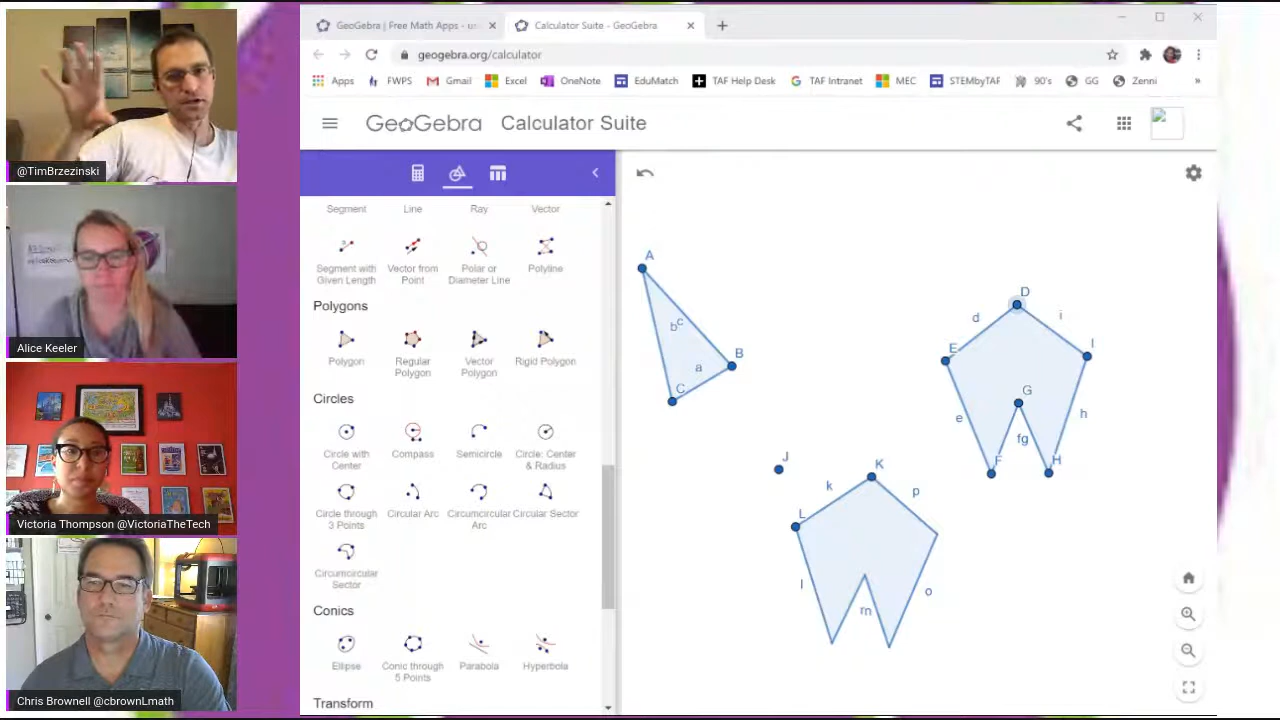 @TimBrzezinski
Alice Keeler
Victoria Thompson @VictoriaTheTech
Chris Brownell @cbrownLmath
GeoGebra | Free Math Apps - us
Calculator Suite - GeoGebra
geogebra.org/calculator
Apps FWPS Gmail Excel OneNote EduMatch TAF Help Desk TAF Intranet MEC STEMbyTAF 90's GG Zenni »
GeoGebra Calculator Suite
Segment Line Ray Vector
Segment with Given Length
Vector from Point
Polar or Diameter Line
Polyline
Polygons
Polygon
Regular Polygon
Vector Polygon
Rigid Polygon
Circles
Circle with Center
Compass
Semicircle
Circle: Center & Radius
Circle through 3 Points
Circular Arc
Circumcircular Arc
Circular Sector
Circumcircular Sector
Conics
Ellipse
Conic through 5 Points
Parabola
Hyperbola
Transform
A
b c
B
a
C
D
d
i
E
I
G
e
h
fg
F
H
J
K
k
p
L
l
o
m